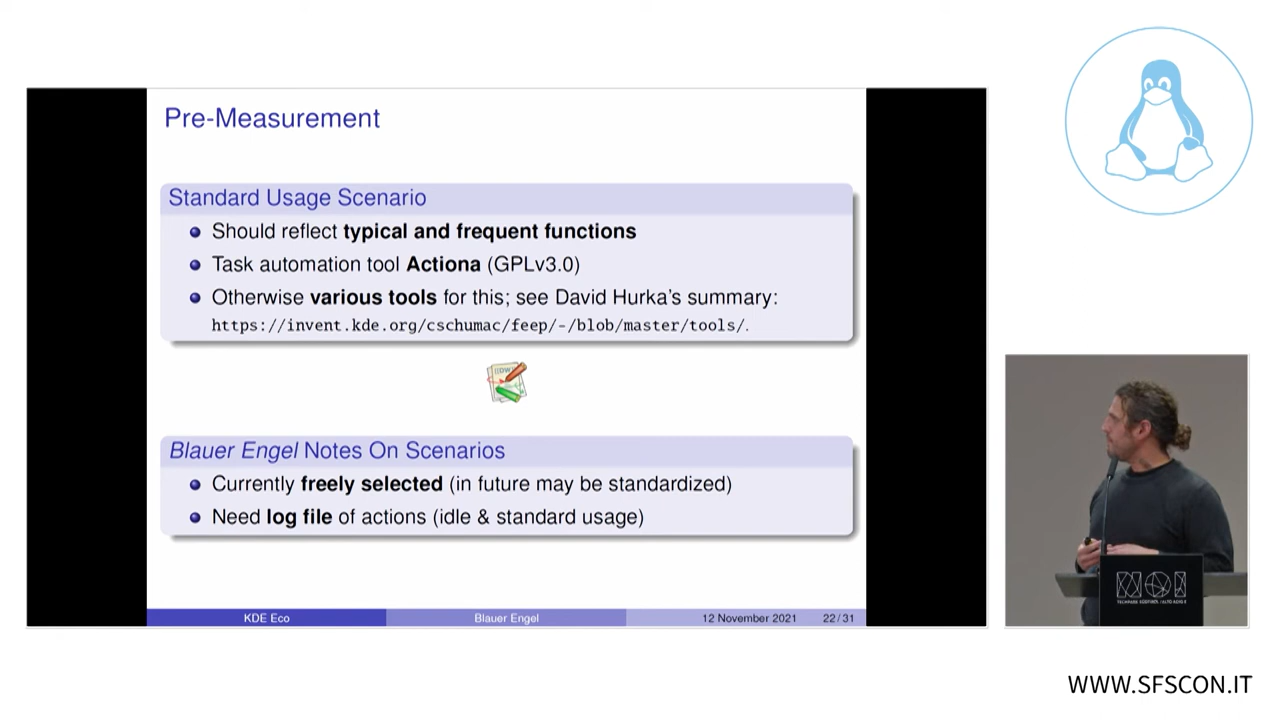 Pre-Measurement
Standard Usage Scenario
Should reflect typical and frequent functions
Task automation tool Actiona (GPLv3.0)
Otherwise various tools for this; see David Hurka's summary:
https://invent.kde.org/cschumac/feep/-/blob/master/tools/.
Blauer Engel Notes On Scenarios
Currently freely selected (in future may be standardized)
Need log file of actions (idle & standard usage)
KDE Eco
Blauer Engel
12 November 2021
22/31
NOI
WWW.SFSCON.IT